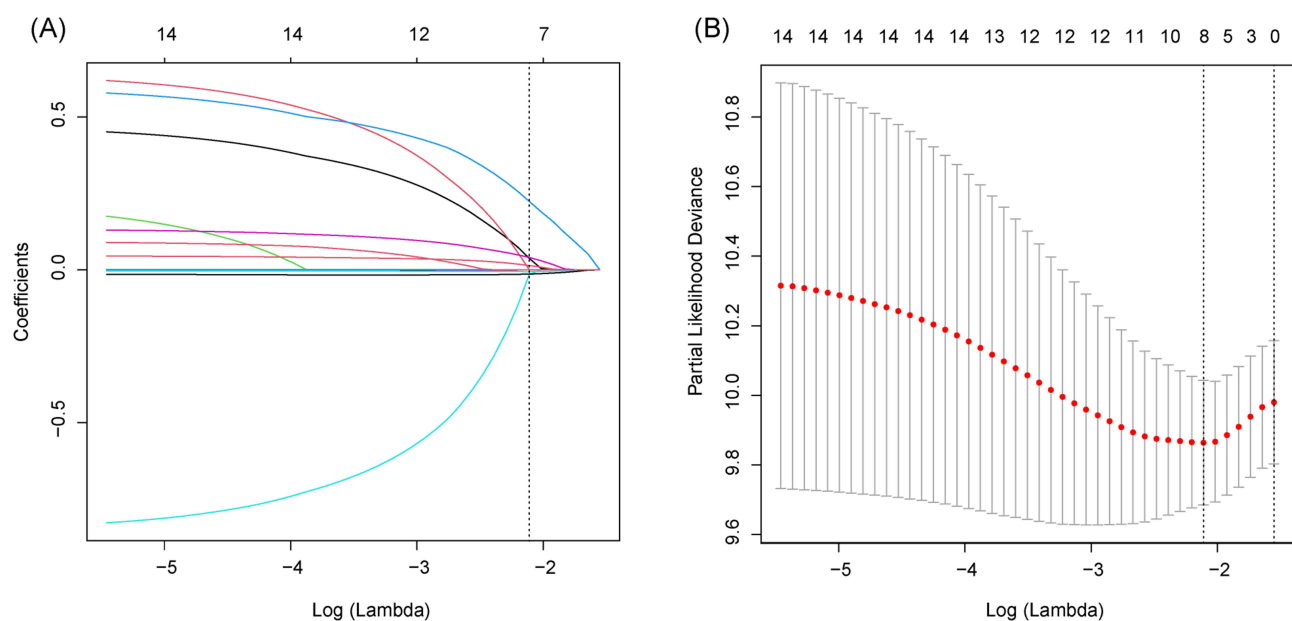 (A)
14 14 12 7
0.5
0.0
−0.5
Coefficients
−5 −4 −3 −2
Log (Lambda)
(B)
14 14 14 14 14 14 13 12 12 12 11 10 8 5 3 0
10.8
10.6
10.4
10.2
10.0
9.8
9.6
Partial Likelihood Deviance
−5 −4 −3 −2
Log (Lambda)